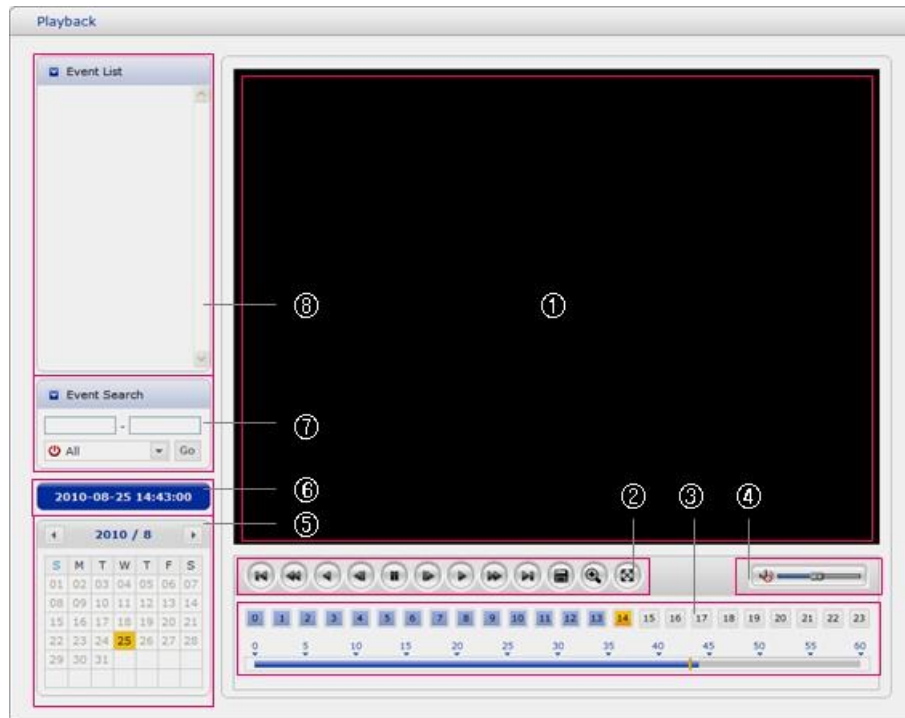 Playback
Event List
⑧
①
Event Search
-
All
Go
⑦
2010-08-25 14:43:00
⑥
②
③
④
⑤
2010 / 8
S M T W T F S
01 02 03 04 05 06 07
08 09 10 11 12 13 14
15 16 17 18 19 20 21
22 23 24 25 26 27 28
29 30 31
0 1 2 3 4 5 6 7 8 9 10 11 12 13 14 15 16 17 18 19 20 21 22 23
0 5 10 15 20 25 30 35 40 45 50 55 60